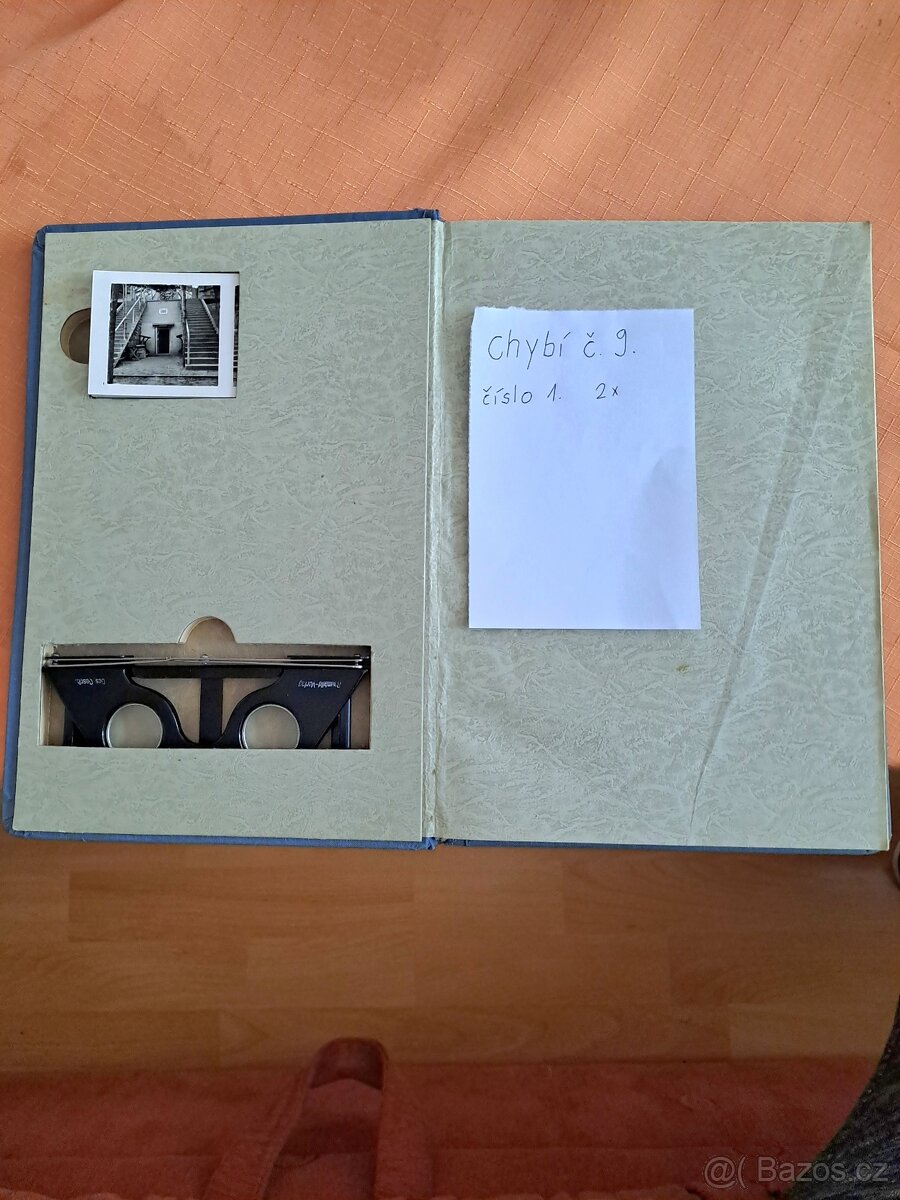 Chybí č. 9.
číslo 1. 2x
@( Bazos.cz